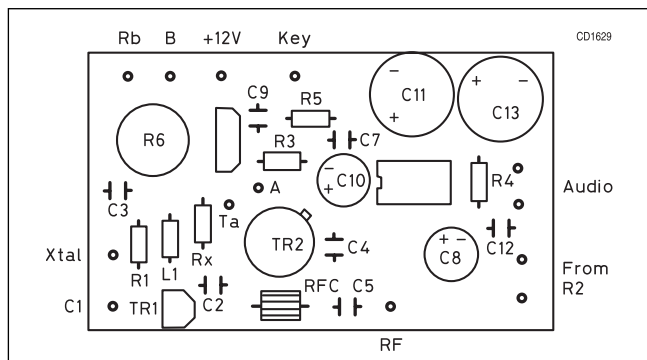 CD1629
Rb B +12V Key
C9
R5
C11
C13
R6
C7
R3
C10
R4
A
C3
Ta
Audio
TR2
C4
C12
Xtal
R1
L1
Rx
C8
From
R2
C1
TR1
C2
RFC
C5
RF